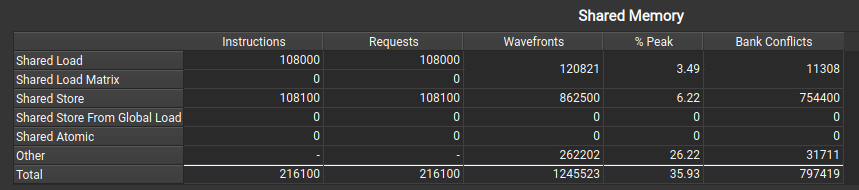 Shared Memory
Instructions Requests Wavefronts % Peak Bank Conflicts
Shared Load 108000 108000 120821 3.49 11308
Shared Load Matrix 0 0
Shared Store 108100 108100 862500 6.22 754400
Shared Store From Global Load 0 0 0 0 0
Shared Atomic 0 0 0 0 0
Other - - 262202 26.22 31711
Total 216100 216100 1245523 35.93 797419